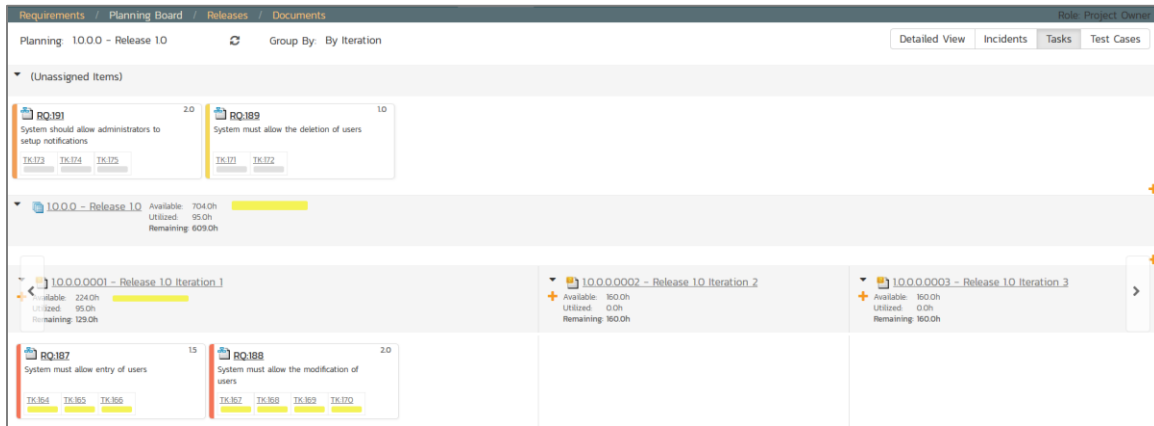 Requirements / Planning Board / Releases / Documents Role: Project Owner
Planning: 1.0.0.0 - Release 1.0 Group By: By Iteration Detailed View Incidents Tasks Test Cases
(Unassigned Items)
RQ:191 2.0
System should allow administrators to
setup notifications
TK:173 TK:174 TK:175
RQ:189 1.0
System must allow the deletion of users
TK:171 TK:172
1.0.0.0 - Release 1.0
Available: 704.0h
Utilized: 95.0h
Remaining: 609.0h
1.0.0.0.0001 - Release 1.0 Iteration 1
Available: 224.0h
Utilized: 95.0h
Remaining: 129.0h
1.0.0.0.0002 - Release 1.0 Iteration 2
Available: 160.0h
Utilized: 0.0h
Remaining: 160.0h
1.0.0.0.0003 - Release 1.0 Iteration 3
Available: 160.0h
Utilized: 0.0h
Remaining: 160.0h
RQ:187 1.5
System must allow entry of users
TK:164 TK:165 TK:166
RQ:188 2.0
System must allow the modification of
users
TK:167 TK:168 TK:169 TK:170